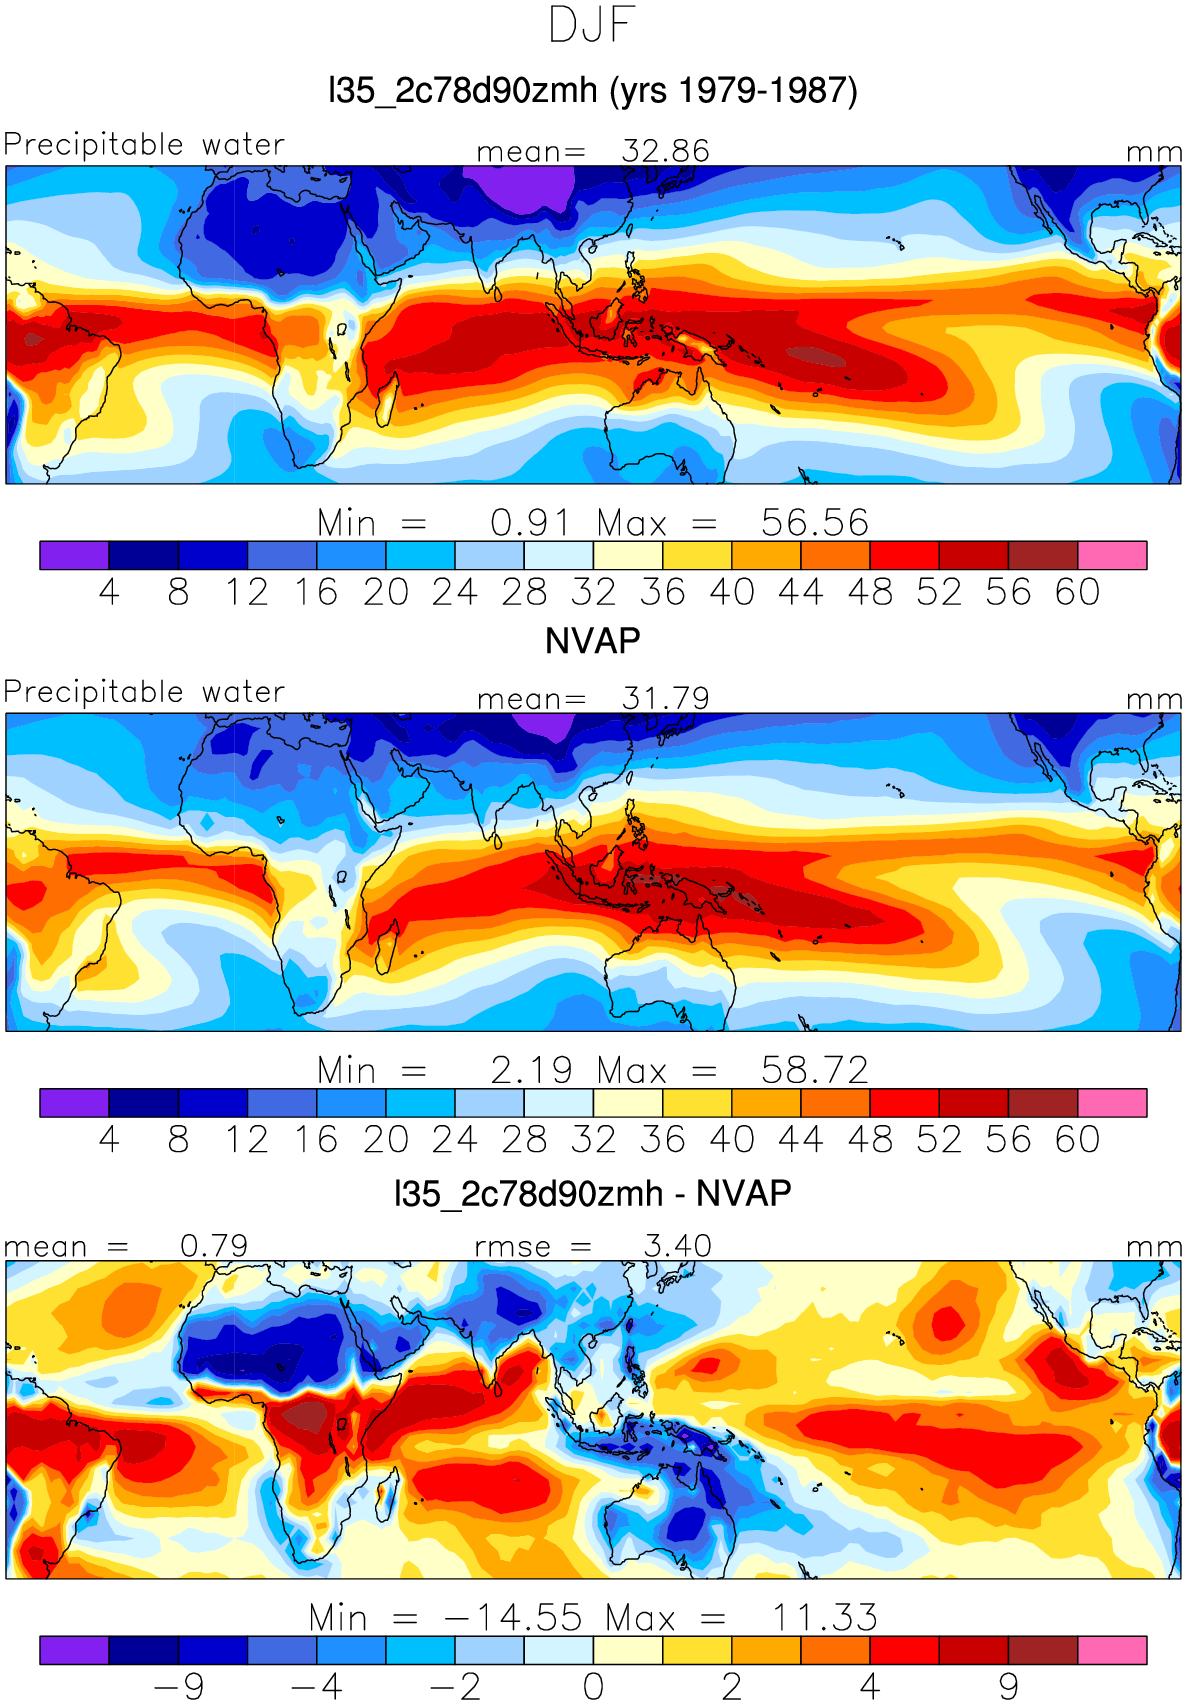 DJF
l35_2c78d90zmh (yrs 1979-1987)
Precipitable water mean= 32.86 mm
Min = 0.91 Max = 56.56
4 8 12 16 20 24 28 32 36 40 44 48 52 56 60
NVAP
Precipitable water mean= 31.79 mm
Min = 2.19 Max = 58.72
4 8 12 16 20 24 28 32 36 40 44 48 52 56 60
l35_2c78d90zmh - NVAP
mean = 0.79 rmse = 3.40 mm
Min = -14.55 Max = 11.33
-9 -4 -2 0 2 4 9